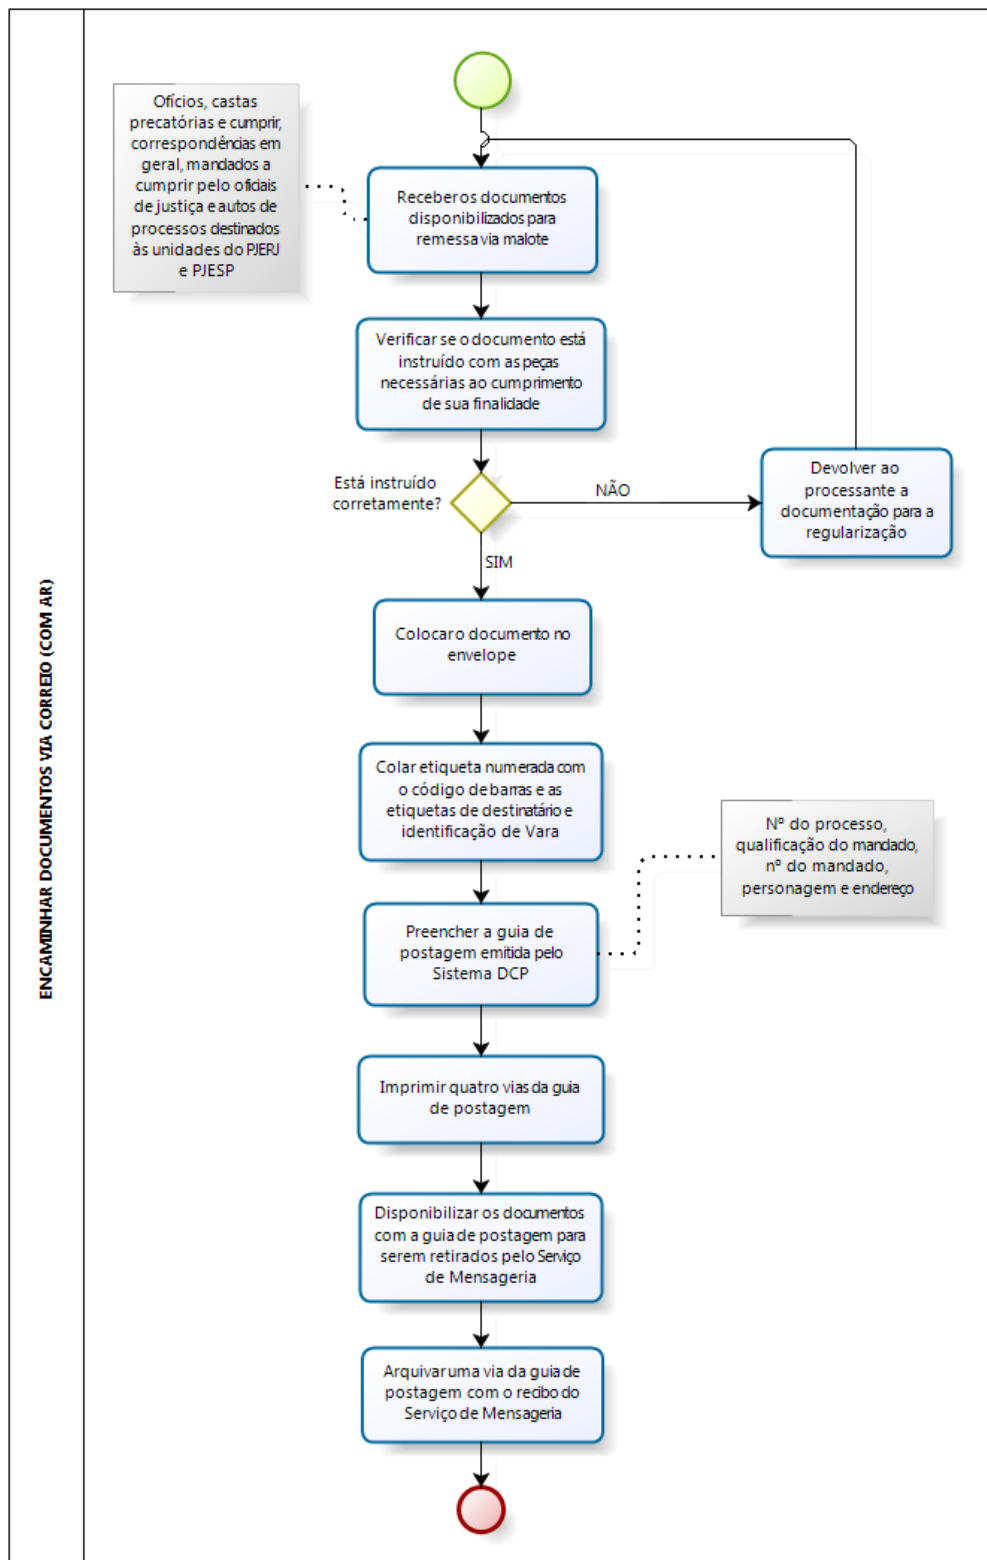 ENCAMINHAR DOCUMENTOS VIA CORREIO (COM AR)
Ofícios, castas
precatórias e cumprir,
correspondências em
geral, mandados a
cumprir pelo oficiais
de justiça e autos de
processos destinados
às unidades do PJERJ
e PJESP
Receber os documentos
disponibilizados para
remessa via malote
Verificar se o documento está
instruído com as peças
necessárias ao cumprimento
de sua finalidade
Está instruído
corretamente?
NÃO
Devolver ao
processante a
documentação para a
regularização
SIM
Colocar o documento no
envelope
Colar etiqueta numerada com
o código de barras e as
etiquetas de destinatário e
identificação de Vara
Nº do processo,
qualificação do mandado,
nº do mandado,
personagem e endereço
Preencher a guia de
postagem emitida pelo
Sistema DCP
Imprimir quatro vias da guia
de postagem
Disponibilizar os documentos
com a guia de postagem para
serem retirados pelo Serviço
de Mensageria
Arquivar uma via da guia de
postagem com o recibo do
Serviço de Mensageria